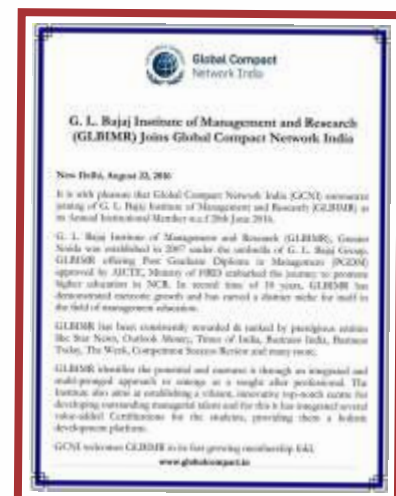 Global Compact
Network India
G. L. Bajaj Institute of Management and Research
(GLBIMR) Joins Global Compact Network India
New Delhi, August 22, 2016
It is with pleasure that Global Compact Network India (GCNI) announces
joining of G. L. Bajaj Institute of Management and Research (GLBIMR) as
its Annual Institutional Member w.e.f 28th June 2016.
G. L. Bajaj Institute of Management and Research (GLBIMR), Greater
Noida was established in 2007 under the umbrella of G. L. Bajaj Group.
GLBIMR offering Post Graduate Diploma in Management (PGDM)
approved by AICTE, Ministry of HRD embarked the journey to promote
higher education in NCR. In record time of 10 years, GLBIMR has
demonstrated awesome growth and has carved a distinct niche for itself in
the field of management education.
GLBIMR has been consistently rewarded & ranked by prestigious entities
like Star News, Outlook Money, Times of India, Business India, Business
Today, The Week, Competition Success Review and many more.
GLBIMR identifies the potential and nurtures it through an integrated and
multi-pronged approach to emerge as a sought after professional. The
Institute also aims at establishing a vibrant, innovative top-notch centre for
developing outstanding managerial talent and for this it has integrated several
value-added Certifications for the students, providing them a holistic
development platform.
GCNI welcomes GLBIMR in its fast growing membership fold.
www.globalcompact.in